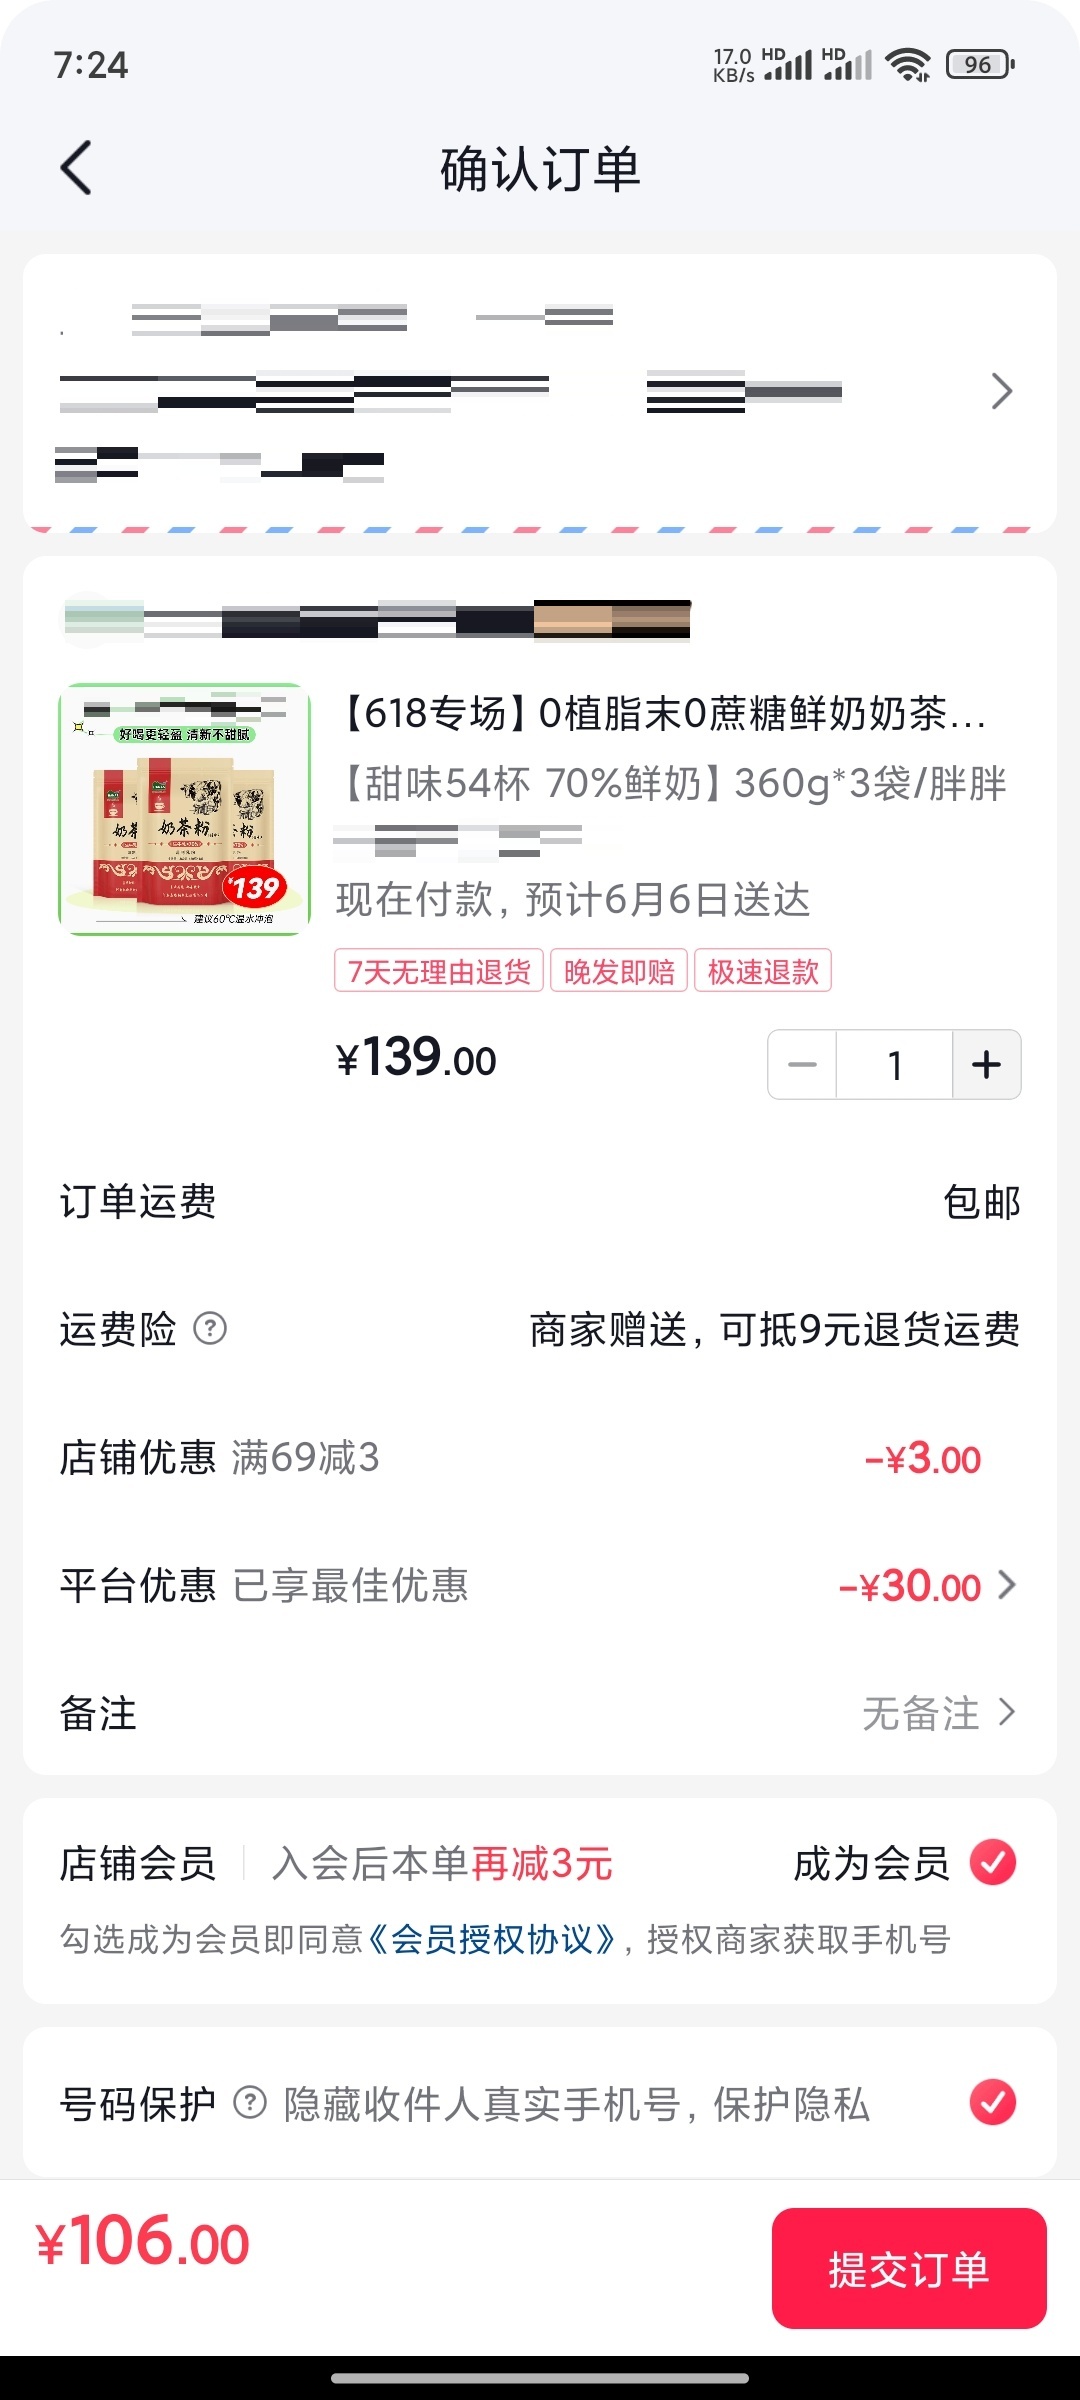 7:24
17.0 KB/s HD HD 96
确认订单
好喝更轻盈 清新不甜腻
奶茶粉
¥139
建议60℃温水冲泡
【618专场】0植脂末0蔗糖鲜奶奶茶...
【甜味54杯 70%鲜奶】360g*3袋/胖胖
现在付款，预计6月6日送达
7天无理由退货 晚发即赔 极速退款
¥139.00 1
订单运费 包邮
运费险 ? 商家赠送，可抵9元退货运费
店铺优惠 满69减3 -¥3.00
平台优惠 已享最佳优惠 -¥30.00
备注 无备注
店铺会员 入会后本单再减3元 成为会员
勾选成为会员即同意《会员授权协议》，授权商家获取手机号
号码保护 ? 隐藏收件人真实手机号，保护隐私
¥106.00 提交订单